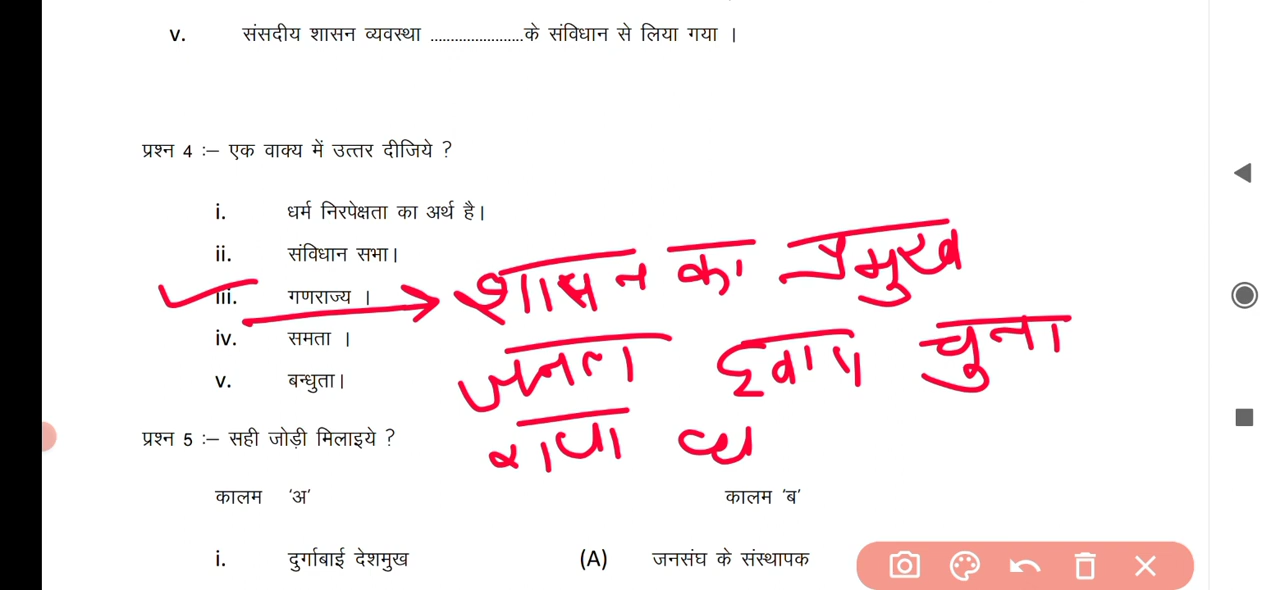 v. संसदीय शासन व्यवस्था .......................के संविधान से लिया गया ।
प्रश्न 4 :– एक वाक्य में उत्तर दीजिये ?
i. धर्म निरपेक्षता का अर्थ है।
ii. संविधान सभा।
iii. गणराज्य ।
शासन का प्रमुख
iv. समता ।
जनता द्वारा चुना
v. बन्धुता।
गया
प्रश्न 5 :– सही जोड़ी मिलाइये ?
कालम ‘अ’ कालम ‘ब’
i. दुर्गाबाई देशमुख (A) जनसंघ के संस्थापक